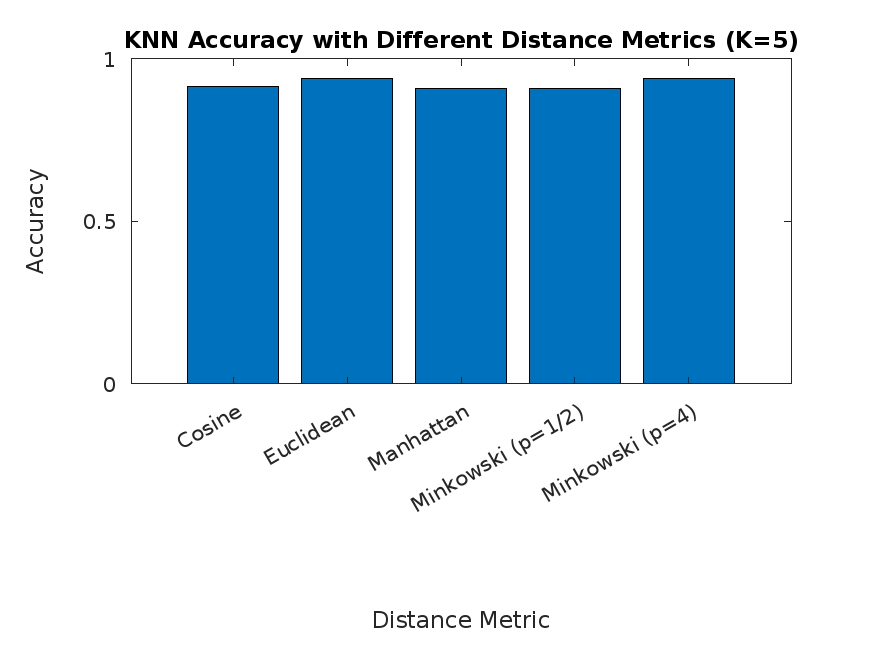 KNN Accuracy with Different Distance Metrics (K=5)
1
0.5
0
Accuracy
Cosine
Euclidean
Manhattan
Minkowski (p=1/2)
Minkowski (p=4)
Distance Metric